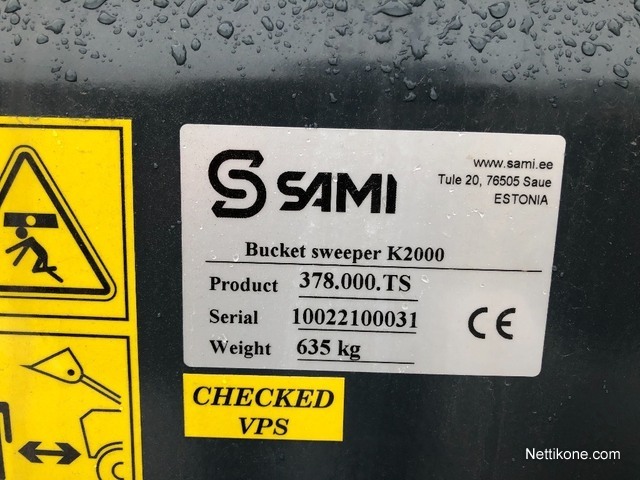 SAMI
www.sami.ee
Tule 20, 76505 Saue
ESTONIA
Bucket sweeper K2000
Product 378.000.TS
Serial 10022100031
Weight 635 kg
CE
CHECKED
VPS
Nettikone.com